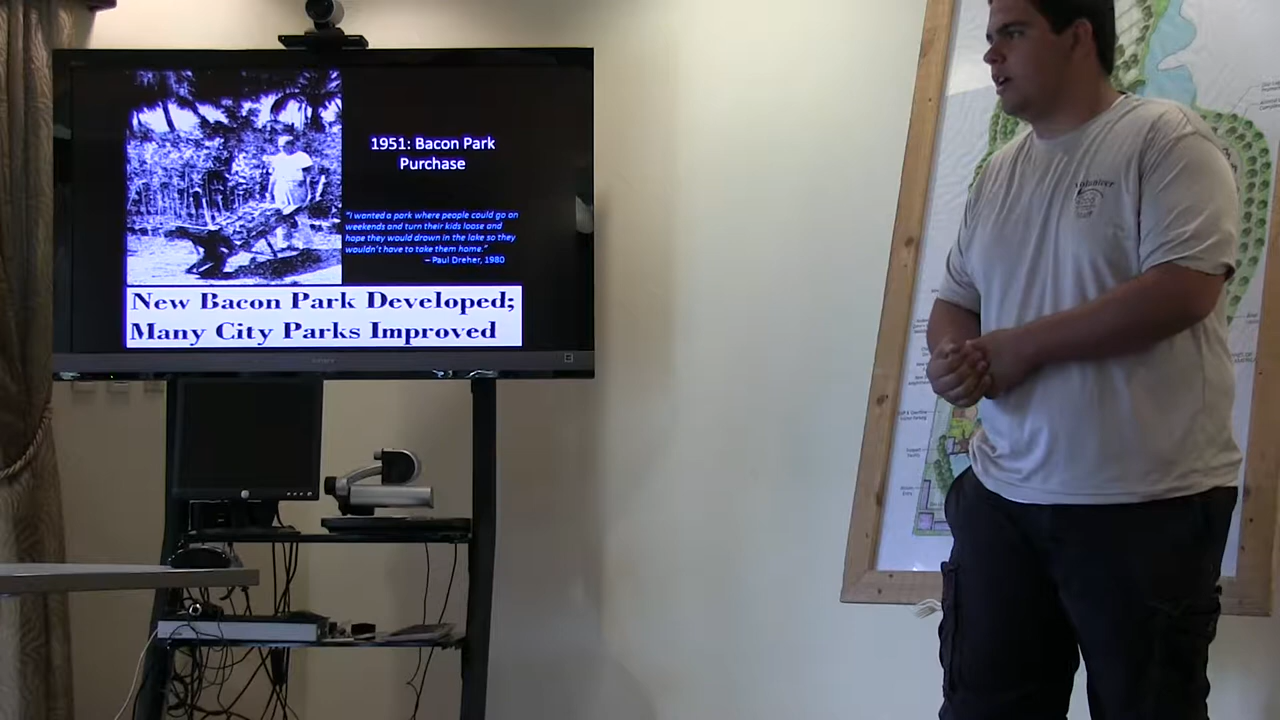 1951: Bacon Park
Purchase
"I wanted a park where people could go on
weekends and turn their kids loose and
hope they would drown in the lake so they
wouldn't have to take them home."
– Paul Dreher, 1980
New Bacon Park Developed;
Many City Parks Improved
SONY
Volunteer